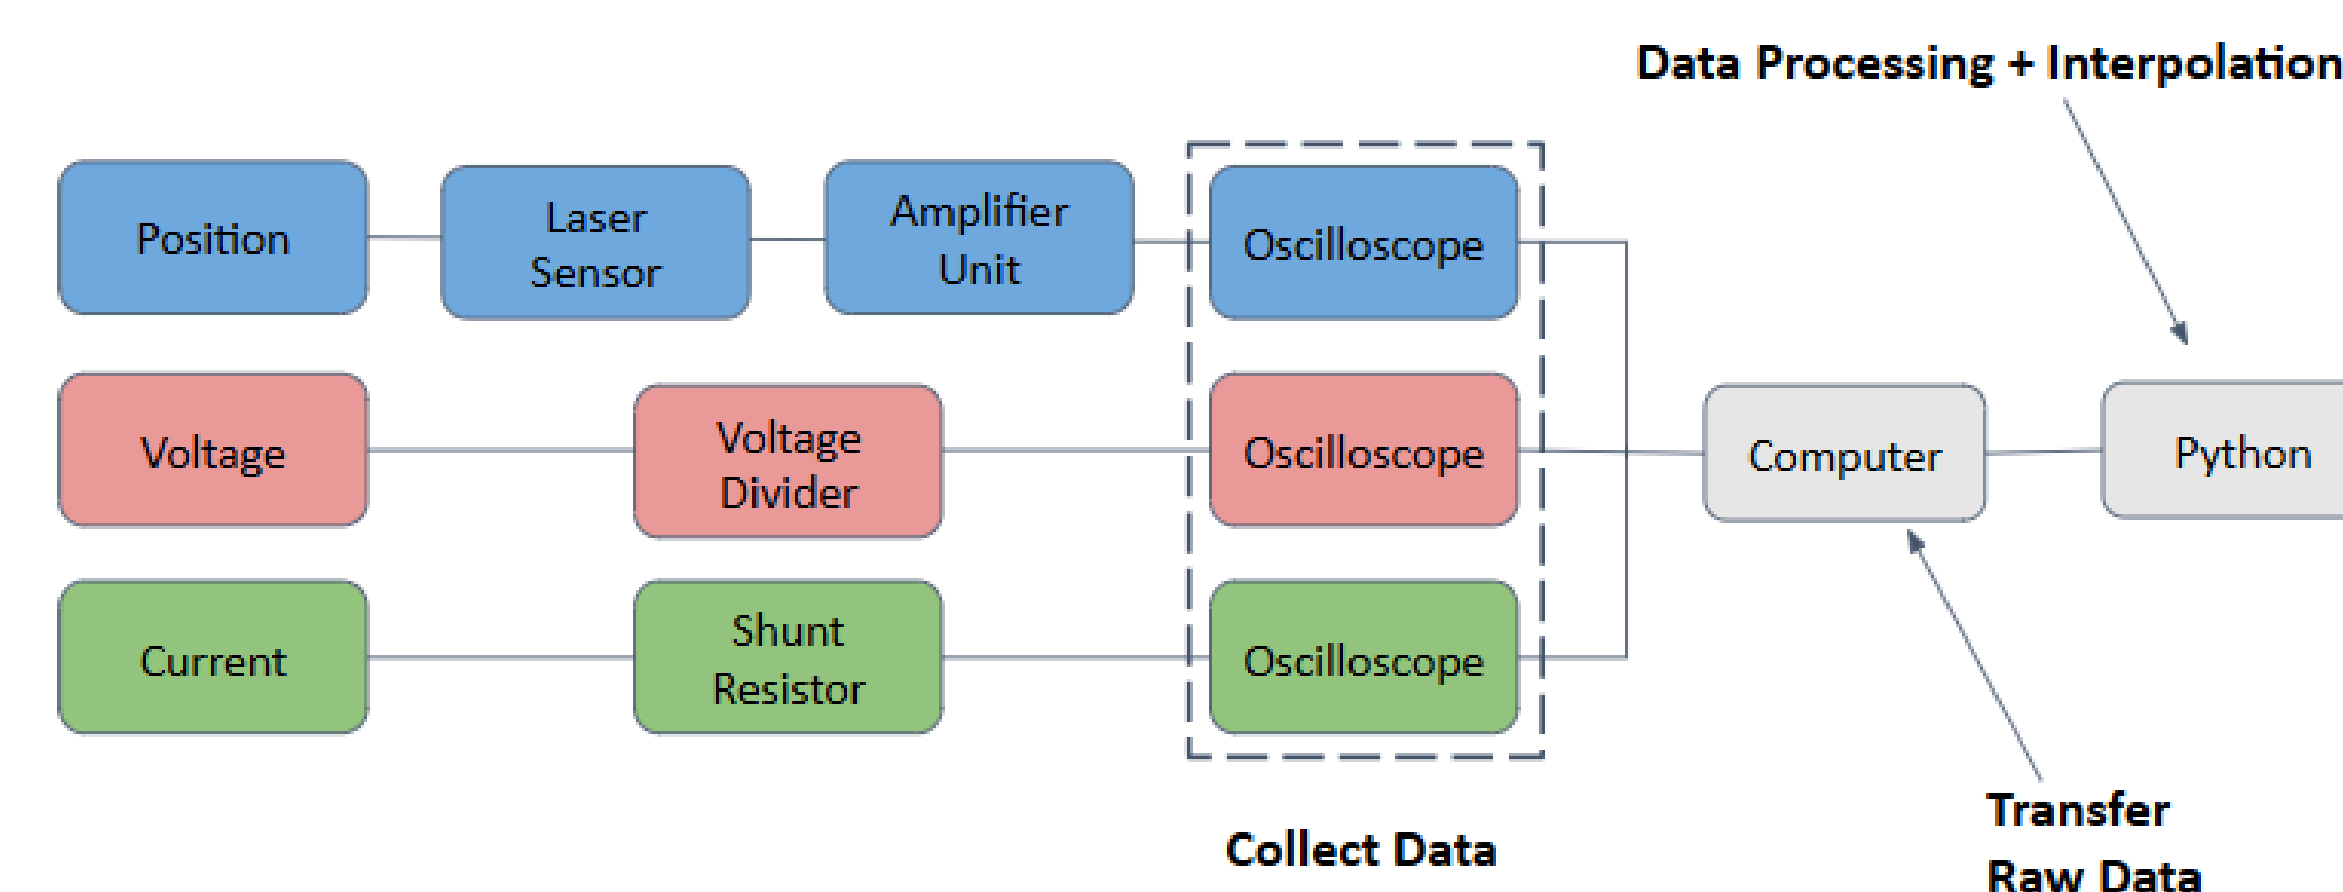 Data Processing + Interpolation
Position
Laser
Sensor
Amplifier
Unit
Oscilloscope
Voltage
Voltage
Divider
Oscilloscope
Computer
Python
Current
Shunt
Resistor
Oscilloscope
Collect Data
Transfer
Raw Data